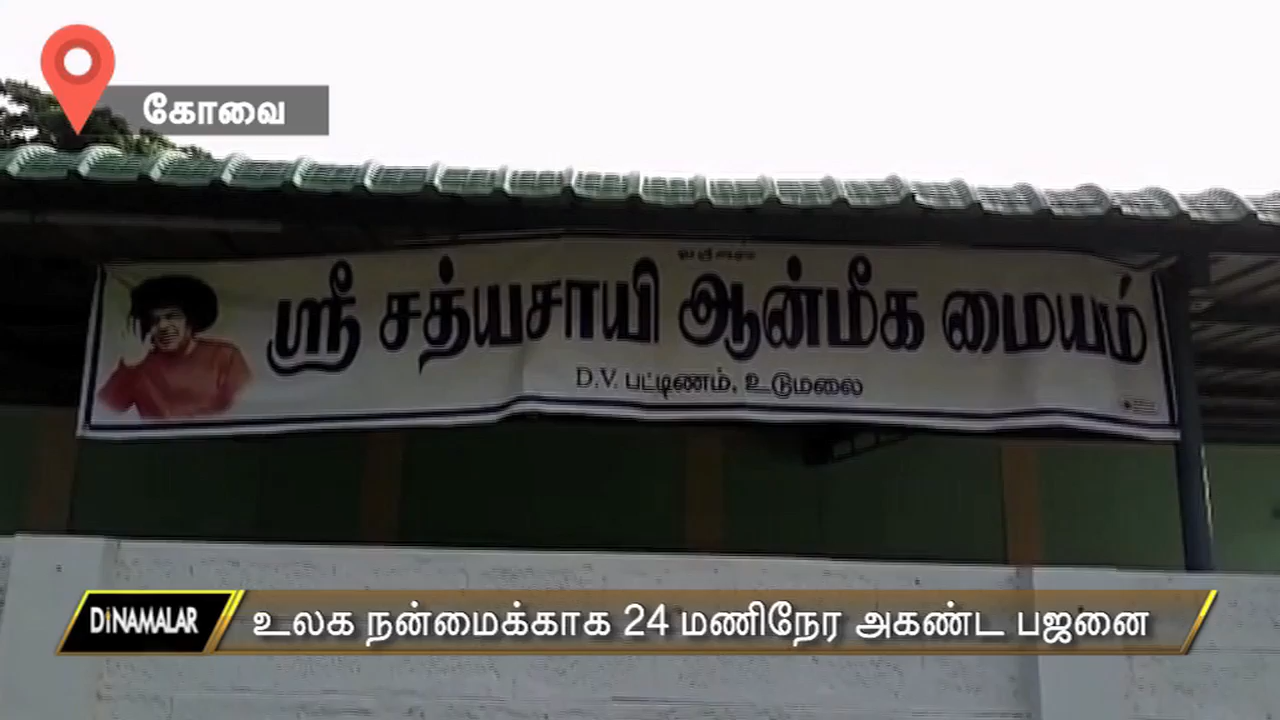 கோவை
ஸ்ரீ சத்யசாயி ஆன்மீக மையம்
D.V. பட்டிணம், உடுமலை
DINAMALAR உலக நன்மைக்காக 24 மணிநேர அகண்ட பஜனை